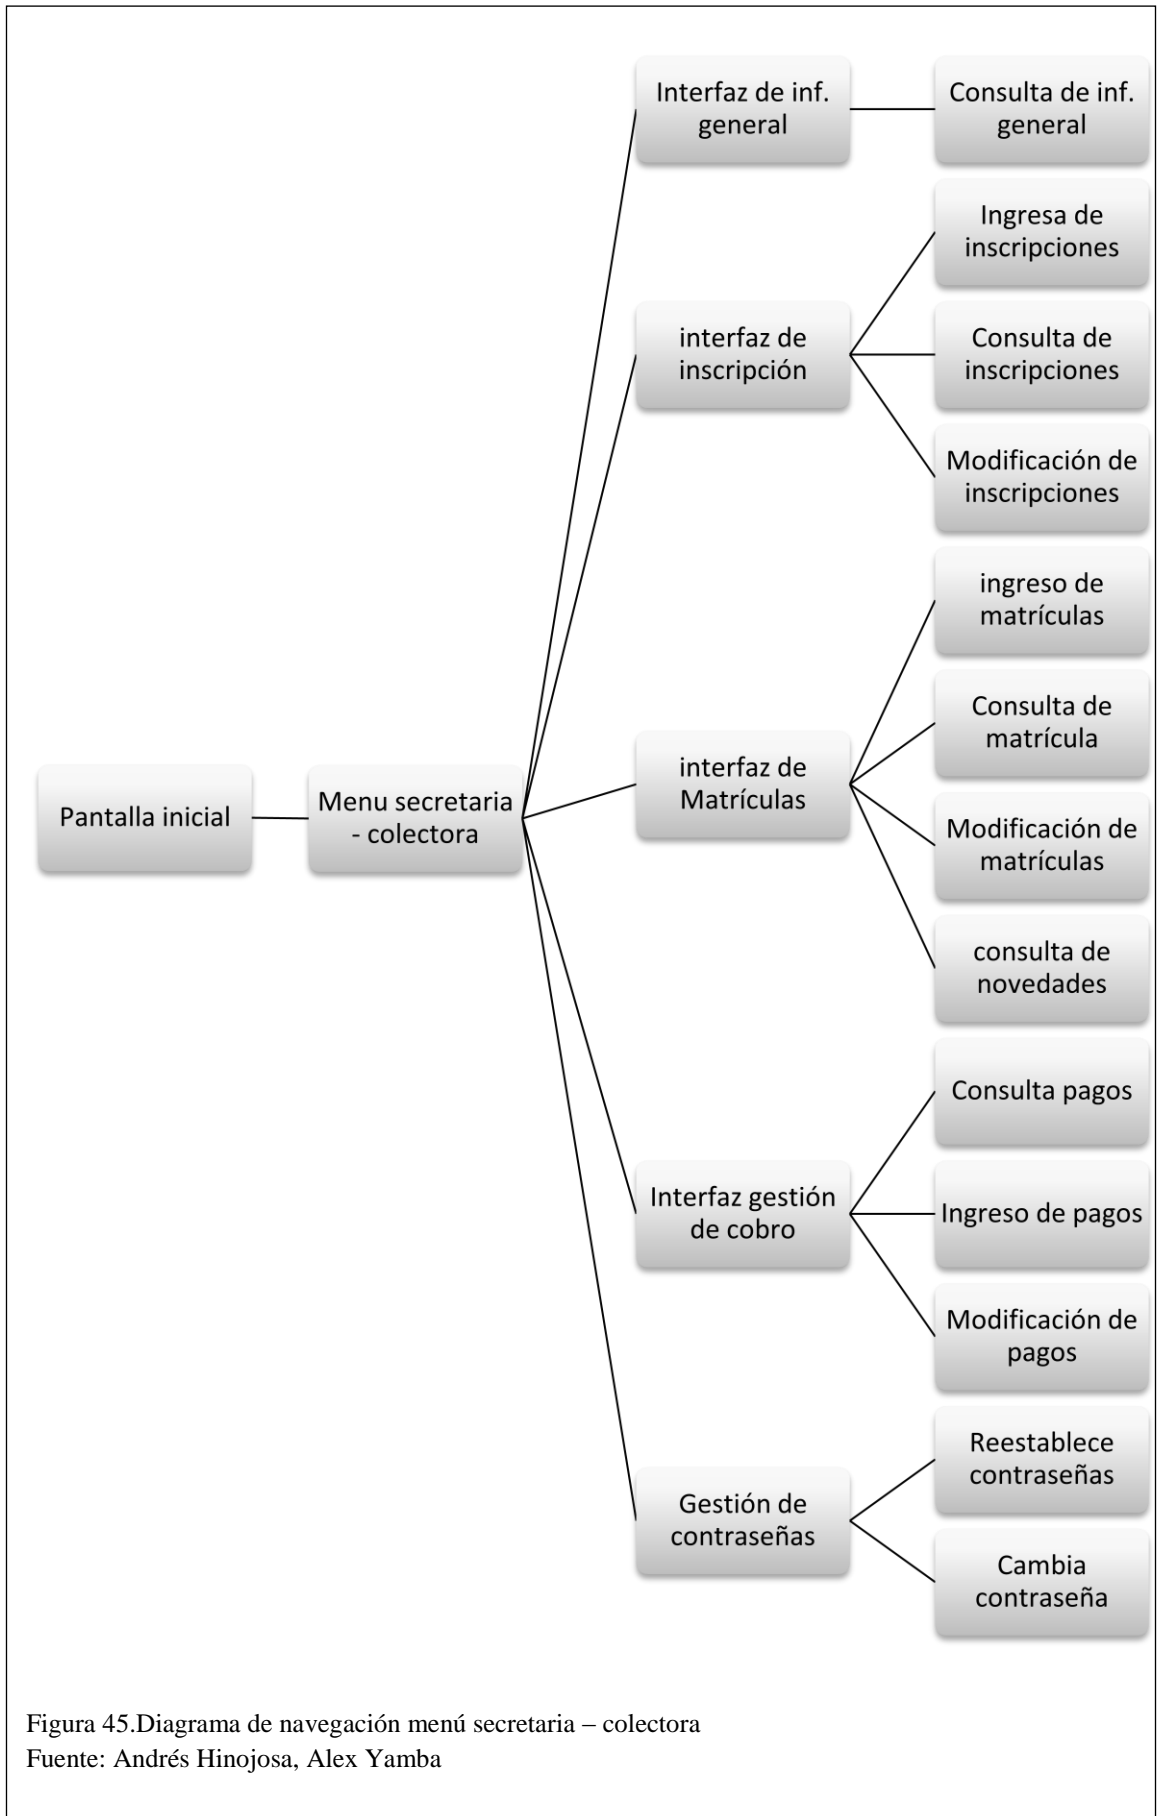 Pantalla inicial
Menu secretaria
- colectora
Interfaz de inf.
general
Consulta de inf.
general
interfaz de
inscripción
Ingresa de
inscripciones
Consulta de
inscripciones
Modificación de
inscripciones
interfaz de
Matrículas
ingreso de
matrículas
Consulta de
matrícula
Modificación de
matrículas
consulta de
novedades
Interfaz gestión
de cobro
Consulta pagos
Ingreso de pagos
Modificación de
pagos
Gestión de
contraseñas
Reestablece
contraseñas
Cambia
contraseña
Figura 45.Diagrama de navegación menú secretaria – colectora
Fuente: Andrés Hinojosa, Alex Yamba